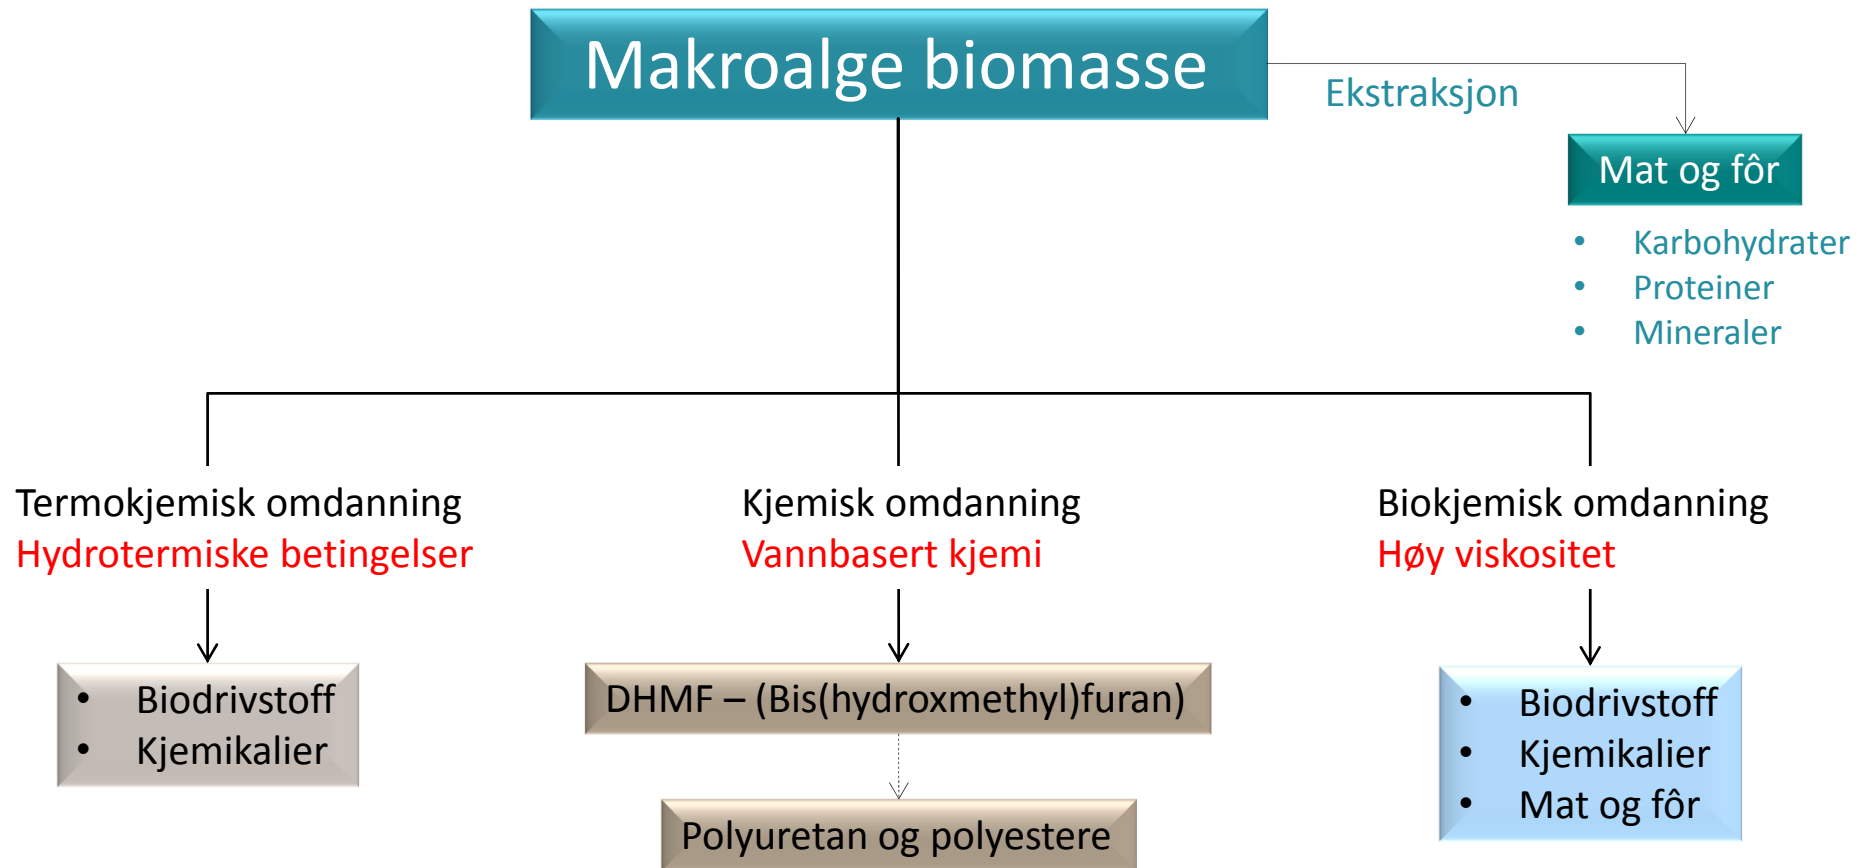 Makroalge biomasse
Ekstraksjon
Mat og fôr
• Karbohydrater
• Proteiner
• Mineraler
Termokjemisk omdanning
Hydrotermiske betingelser
Kjemisk omdanning
Vannbasert kjemi
Biokjemisk omdanning
Høy viskositet
• Biodrivstoff
• Kjemikalier
DHMF – (Bis(hydroxmethyl)furan)
Polyuretan og polyestere
• Biodrivstoff
• Kjemikalier
• Mat og fôr